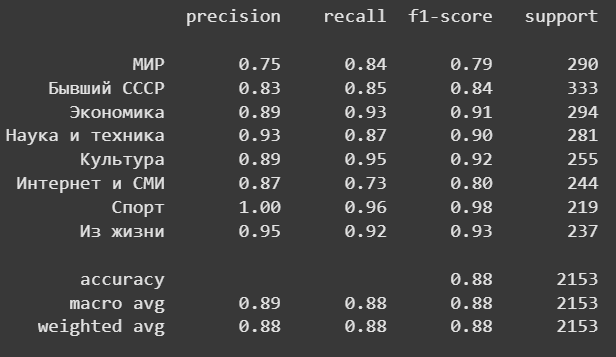 precision recall f1-score support
МИР 0.75 0.84 0.79 290
Бывший СССР 0.83 0.85 0.84 333
Экономика 0.89 0.93 0.91 294
Наука и техника 0.93 0.87 0.90 281
Культура 0.89 0.95 0.92 255
Интернет и СМИ 0.87 0.73 0.80 244
Спорт 1.00 0.96 0.98 219
Из жизни 0.95 0.92 0.93 237
accuracy 0.88 2153
macro avg 0.89 0.88 0.88 2153
weighted avg 0.88 0.88 0.88 2153